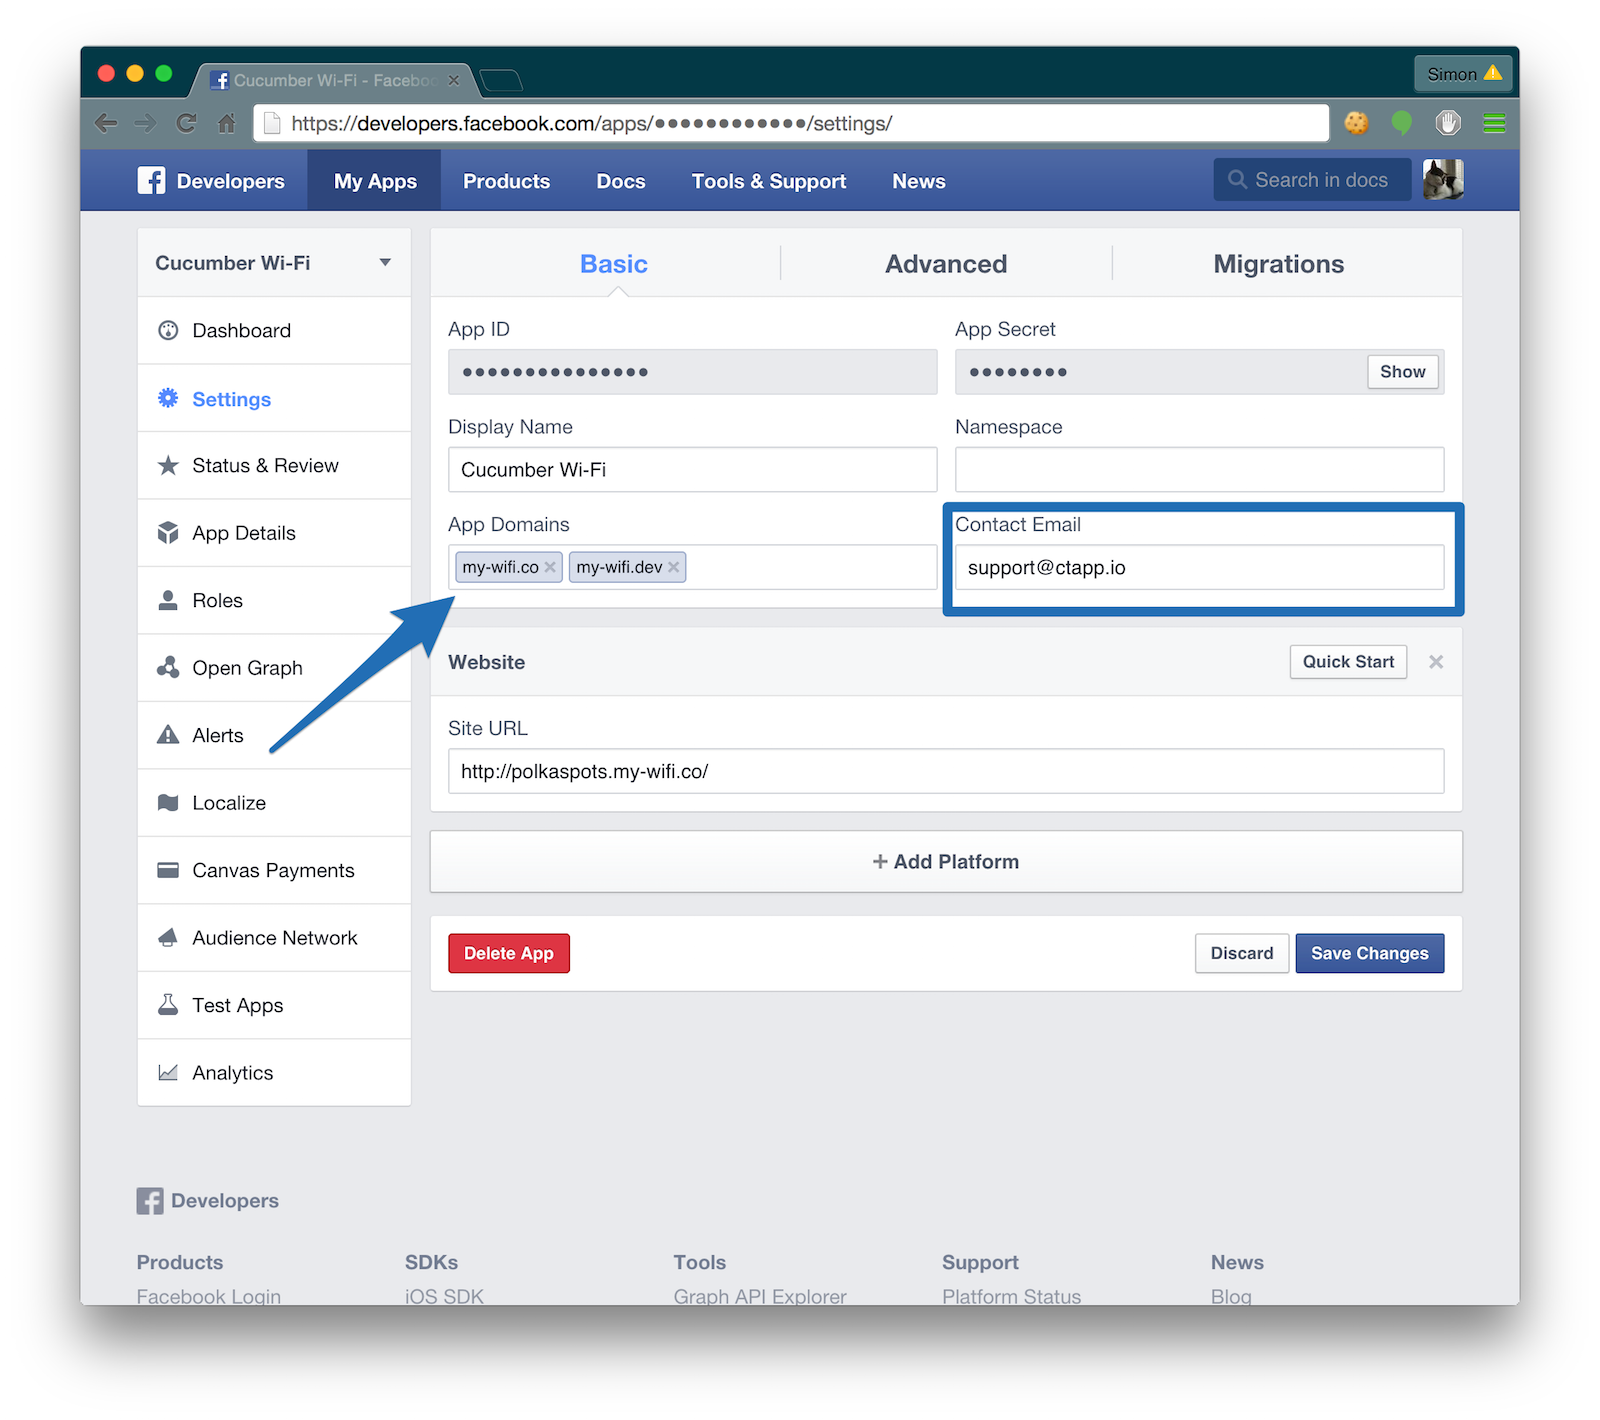 Cucumber Wi-Fi - Facebo
Simon
https://developers.facebook.com/apps/••••••••••••/settings/
Developers My Apps Products Docs Tools & Support News Search in docs
Cucumber Wi-Fi
Dashboard
Settings
Status & Review
App Details
Roles
Open Graph
Alerts
Localize
Canvas Payments
Audience Network
Test Apps
Analytics
Basic Advanced Migrations
App ID App Secret
••••••••••••••• •••••••• Show
Display Name Namespace
Cucumber Wi-Fi
App Domains Contact Email
my-wifi.co my-wifi.dev support@ctapp.io
Website Quick Start
Site URL
http://polkaspots.my-wifi.co/
+ Add Platform
Delete App Discard Save Changes
Developers
Products SDKs Tools Support News
Facebook Login iOS SDK Graph API Explorer Platform Status Blog